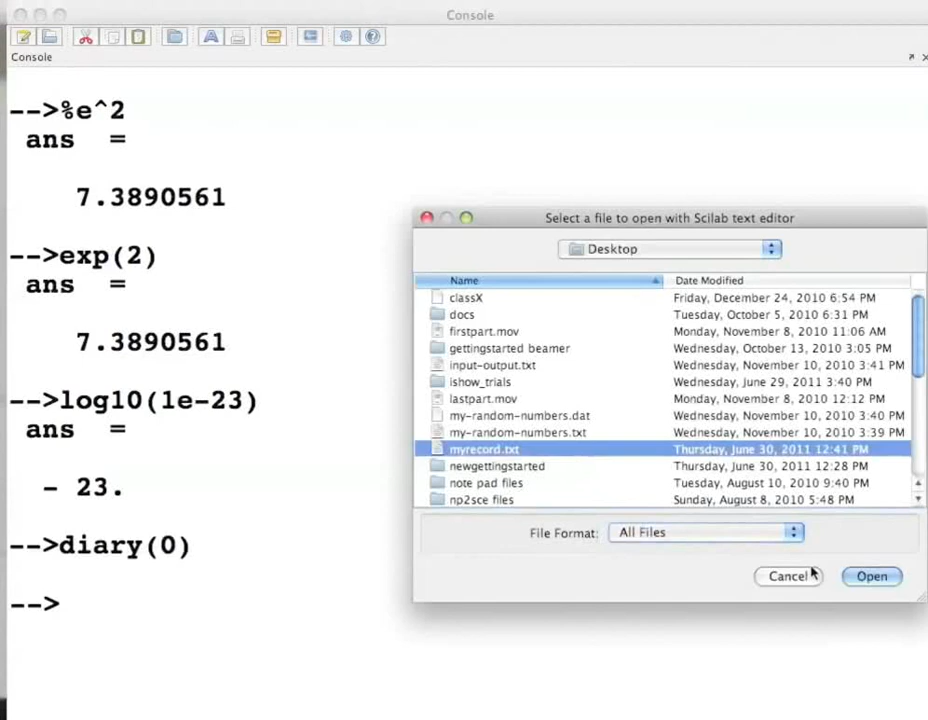 Console
Console
-->%e^2
ans =
7.3890561
-->exp(2)
ans =
7.3890561
-->log10(1e-23)
ans =
- 23.
-->diary(0)
-->
Select a file to open with Scilab text editor
Desktop
Name Date Modified
classX Friday, December 24, 2010 6:54 PM
docs Tuesday, October 5, 2010 6:31 PM
firstpart.mov Monday, November 8, 2010 11:06 AM
gettingstarted beamer Wednesday, October 13, 2010 3:05 PM
input-output.txt Wednesday, November 10, 2010 3:41 PM
ishow_trials Wednesday, June 29, 2011 3:40 PM
lastpart.mov Monday, November 8, 2010 12:12 PM
my-random-numbers.dat Wednesday, November 10, 2010 3:40 PM
my-random-numbers.txt Wednesday, November 10, 2010 3:39 PM
myrecord.txt Thursday, June 30, 2011 12:41 PM
newgettingstarted Thursday, June 30, 2011 12:28 PM
note pad files Tuesday, August 10, 2010 9:40 PM
np2sce files Sunday, August 8, 2010 5:48 PM
File Format: All Files
Cancel Open